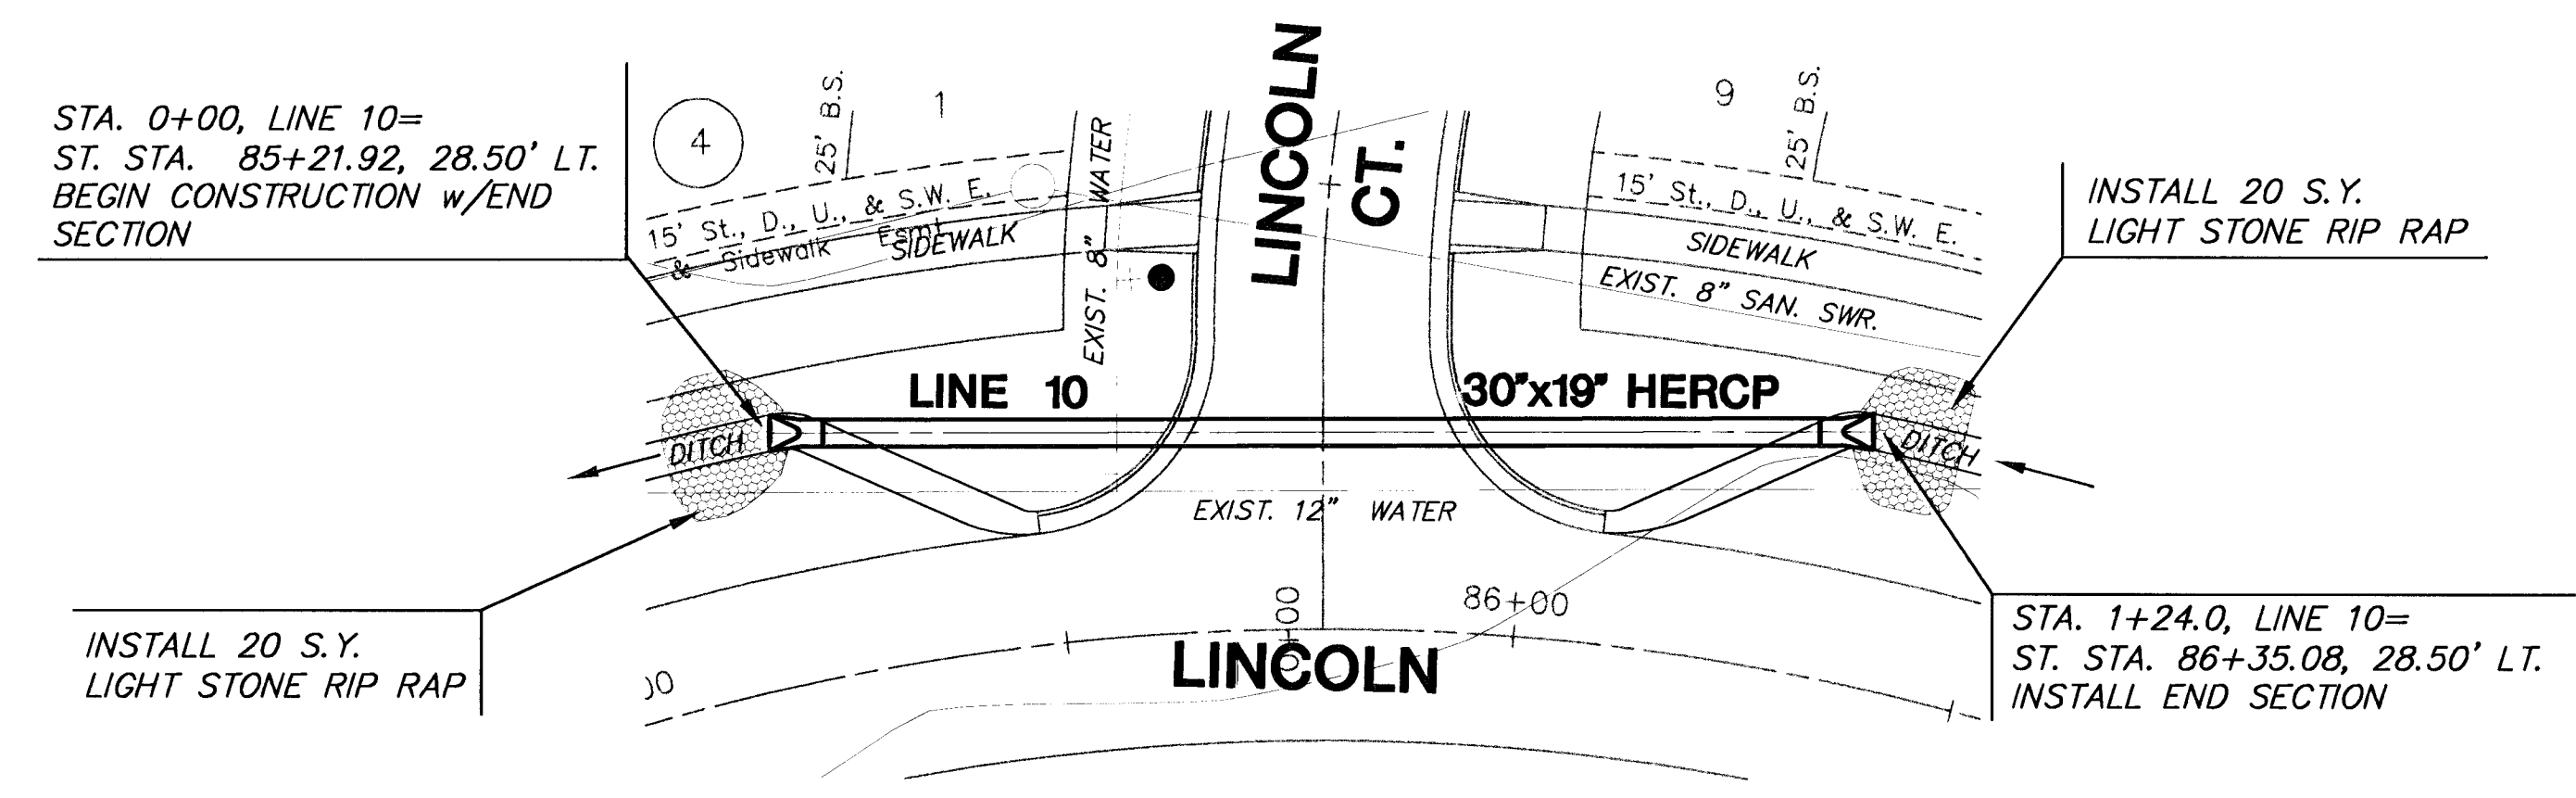 STA. 0+00, LINE 10=
ST. STA. 85+21.92, 28.50' LT.
BEGIN CONSTRUCTION w/END
SECTION
4
25' B.S.
1
15' St., D., U., & S.W. E.
& Sidewalk Esmt.
SIDEWALK
EXIST. 8" WATER
LINCOLN
CT.
9
25' B.S.
15' St., D., U., & S.W. E.
SIDEWALK
EXIST. 8" SAN. SWR.
INSTALL 20 S.Y.
LIGHT STONE RIP RAP
LINE 10
30"x19" HERCP
DITCH
DITCH
EXIST. 12" WATER
86+00
LINCOLN
INSTALL 20 S.Y.
LIGHT STONE RIP RAP
STA. 1+24.0, LINE 10=
ST. STA. 86+35.08, 28.50' LT.
INSTALL END SECTION